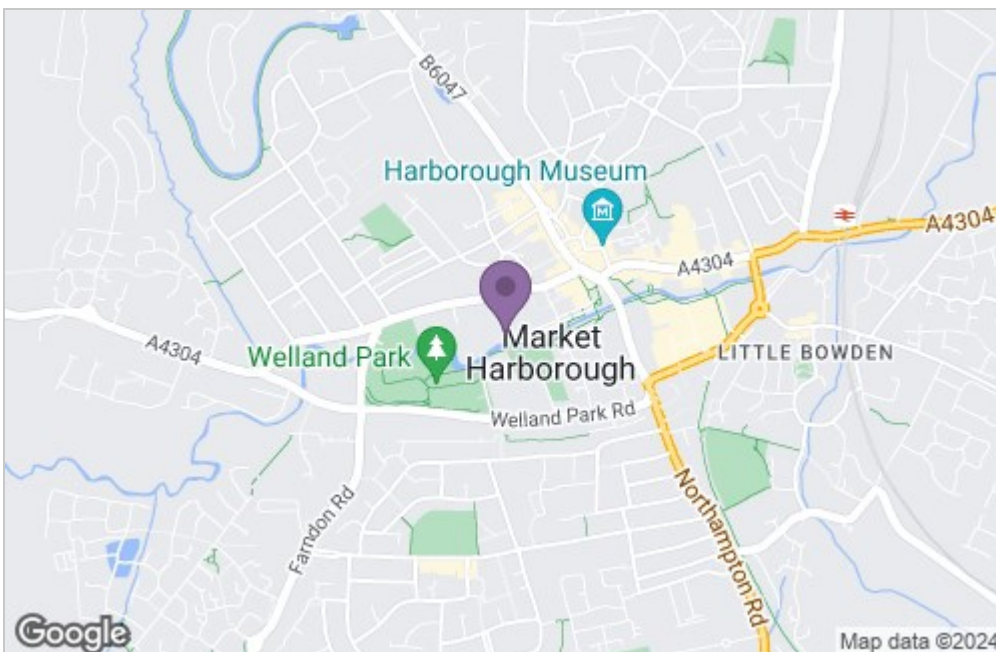 B6047
Harborough Museum
M
A4304
A4304
A4304
Welland Park
Market
Harborough
LITTLE BOWDEN
Welland Park Rd
Farndon Rd
Northampton Rd
Google
Map data ©2024